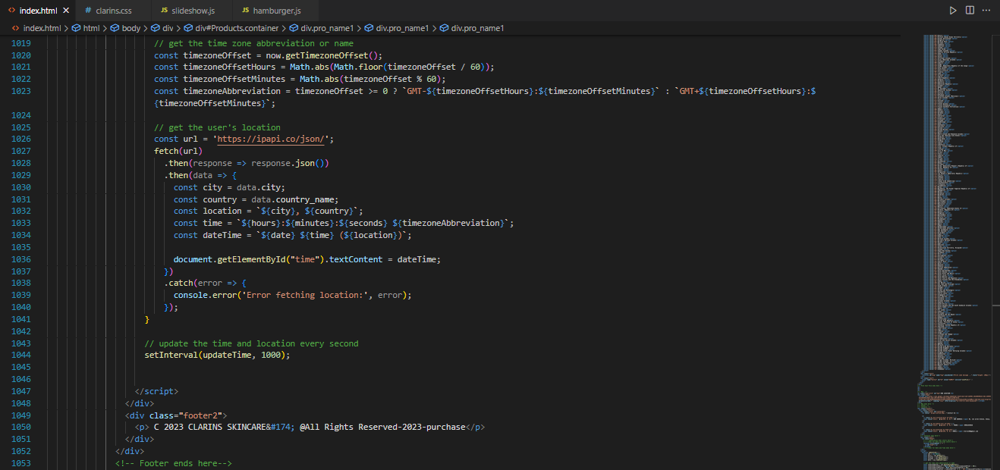 index.html
clarins.css
slideshow.js
hamburger.js
index.html > html > body > div > div#Products.container > div.pro_name1 > div.pro_name1 > div.pro_name1
1019 // get the time zone abbreviation or name
1020 const timezoneOffset = now.getTimezoneOffset();
1021 const timezoneOffsetHours = Math.abs(Math.floor(timezoneOffset / 60));
1022 const timezoneOffsetMinutes = Math.abs(timezoneOffset % 60);
1023 const timezoneAbbreviation = timezoneOffset >= 0 ? `GMT-${timezoneOffsetHours}:${timezoneOffsetMinutes}` : `GMT+${timezoneOffsetHours}:$
{timezoneOffsetMinutes}`;
1024
1025 // get the user's location
1026 const url = 'https://ipapi.co/json/';
1027 fetch(url)
1028 .then(response => response.json())
1029 .then(data => {
1030 const city = data.city;
1031 const country = data.country_name;
1032 const location = `${city}, ${country}`;
1033 const time = `${hours}:${minutes}:${seconds} ${timezoneAbbreviation}`;
1034 const dateTime = `${date} ${time} (${location})`;
1035
1036 document.getElementById("time").textContent = dateTime;
1037 })
1038 .catch(error => {
1039 console.error('Error fetching location:', error);
1040 });
1041 }
1042
1043 // update the time and location every second
1044 setInterval(updateTime, 1000);
1045
1046
1047 </script>
1048 </div>
1049 <div class="footer2">
1050 <p> C 2023 CLARINS SKINCARE&#174; @All Rights Reserved-2023-purchase</p>
1051 </div>
1052 </div>
1053 <!-- Footer ends here-->